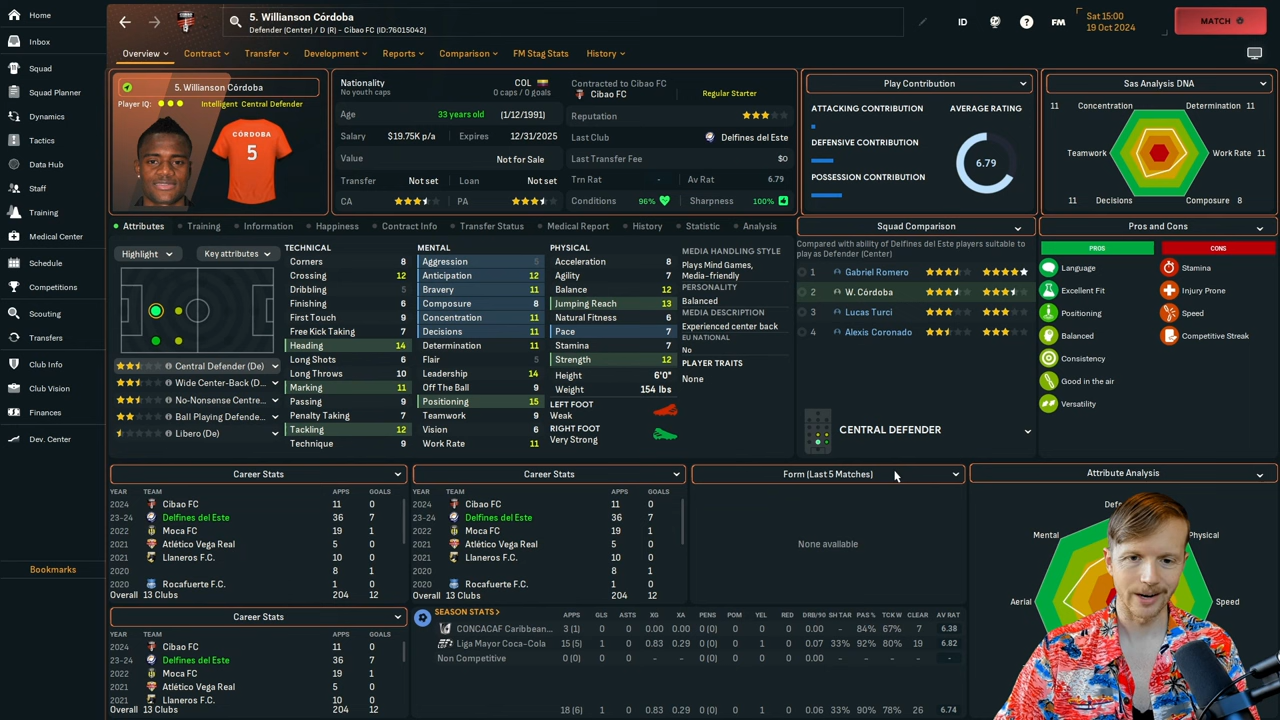 Home
Inbox
Squad
Squad Planner
Dynamics
Tactics
Data Hub
Staff
Training
Medical Center
Schedule
Competitions
Scouting
Transfers
Club Info
Club Vision
Finances
Dev. Center
Bookmarks
5. Willianson Córdoba
Defender (Center) / D (R) - Cibao FC (ID:76015042)
ID
FM
Sat 15:00
19 Oct 2024
MATCH
Overview
Contract
Transfer
Development
Reports
Comparison
FM Stag Stats
History
5. Willianson Córdoba
Player IQ:
Intelligent Central Defender
CÓRDOBA
5
Nationality COL
No youth caps 0 caps / 0 goals
Age 33 years old (1/12/1991)
Salary $19.75K p/a Expires 12/31/2025
Value Not for Sale
Transfer Not set Loan Not set
CA PA
Contracted to Cibao FC
Cibao FC Regular Starter
Reputation
Last Club Delfines del Este
Last Transfer Fee $0
Trn Rat - Av Rat 6.79
Conditions 96% Sharpness 100%
Play Contribution
ATTACKING CONTRIBUTION
DEFENSIVE CONTRIBUTION
POSSESSION CONTRIBUTION
AVERAGE RATING
6.79
Sas Analysis DNA
11 Concentration Determination 11
Teamwork Work Rate 11
11 Decisions Composure 8
Attributes
Training
Information
Happiness
Contract Info
Transfer Status
Medical Report
History
Statistic
Analysis
Highlight
Key attributes
Central Defender (De)
Wide Center-Back (D...
No-Nonsense Centre...
Ball Playing Defende...
Libero (De)
TECHNICAL
Corners 8
Crossing 12
Dribbling 5
Finishing 6
First Touch 9
Free Kick Taking 7
Heading 14
Long Shots 6
Long Throws 10
Marking 11
Passing 9
Penalty Taking 7
Tackling 12
Technique 9
MENTAL
Aggression 5
Anticipation 12
Bravery 11
Composure 8
Concentration 11
Decisions 11
Determination 11
Flair 5
Leadership 14
Off The Ball 9
Positioning 15
Teamwork 9
Vision 6
Work Rate 11
PHYSICAL
Acceleration 8
Agility 7
Balance 12
Jumping Reach 13
Natural Fitness 6
Pace 7
Stamina 7
Strength 12
Height 6'0"
Weight 154 lbs
LEFT FOOT
Weak
RIGHT FOOT
Very Strong
MEDIA HANDLING STYLE
Plays Mind Games,
Media-friendly
PERSONALITY
Balanced
MEDIA DESCRIPTION
Experienced center back
EU NATIONAL
No
PLAYER TRAITS
None
Squad Comparison
Compared with ability of Delfines del Este players suitable to
play as Defender (Center)
1 Gabriel Romero
2 W. Córdoba
3 Lucas Turci
4 Alexis Coronado
CENTRAL DEFENDER
Pros and Cons
PROS
Language
Excellent Fit
Positioning
Balanced
Consistency
Good in the air
Versatility
CONS
Stamina
Injury Prone
Speed
Competitive Streak
Career Stats
YEAR TEAM APPS GOALS
2024 Cibao FC 11 0
23-24 Delfines del Este 36 7
2022 Moca FC 19 1
2021 Atlético Vega Real 5 0
2021 Llaneros F.C. 10 0
2020 8 1
2020 Rocafuerte F.C. 1 0
Overall 13 Clubs 204 12
Career Stats
YEAR TEAM APPS GOALS
2024 Cibao FC 11 0
23-24 Delfines del Este 36 7
2022 Moca FC 19 1
2021 Atlético Vega Real 5 0
2021 Llaneros F.C. 10 0
2020 8 1
2020 Rocafuerte F.C. 1 0
Overall 13 Clubs 204 12
Form (Last 5 Matches)
None available
Attribute Analysis
Mental
Physical
Aerial
Speed
Career Stats
YEAR TEAM APPS GOALS
2024 Cibao FC 11 0
23-24 Delfines del Este 36 7
2022 Moca FC 19 1
2021 Atlético Vega Real 5 0
2021 Llaneros F.C. 10 0
Overall 13 Clubs 204 12
SEASON STATS> APPS GLS ASTS XG XA PENS POM YEL RED DRB/90 SH TAR PAS % TCK W CLEAR AV RAT
CONCACAF Caribbean... 3 (1) 0 0 0.00 0.00 0 (0) 0 0 0 0.00 - 84% 67% 7 6.38
Liga Mayor Coca-Cola 15 (5) 1 0 0.83 0.29 0 (0) 0 1 0 0.07 33% 92% 80% 19 6.82
Non Competitive 0 (0) 0 0 - - 0 (0) 0 0 0 - - - - - -
18 (6) 1 0 0.83 0.29 0 (0) 0 1 0 0.06 33% 90% 78% 26 6.74